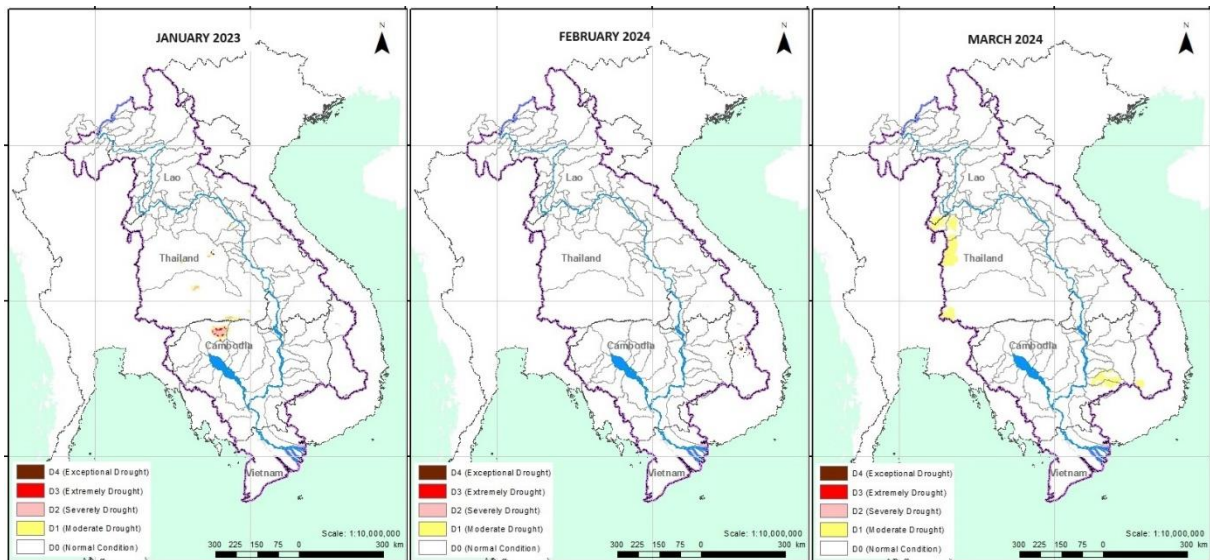 JANUARY 2023
N
Lao
Thailand
Cambodia
Vietnam
D4 (Exceptional Drought)
D3 (Extremely Drought)
D2 (Severely Drought)
D1 (Moderate Drought)
D0 (Normal Condition)
Scale: 1:10,000,000
300 225 150 75 0 300 km
FEBRUARY 2024
N
Lao
Thailand
Cambodia
Vietnam
D4 (Exceptional Drought)
D3 (Extremely Drought)
D2 (Severely Drought)
D1 (Moderate Drought)
D0 (Normal Condition)
Scale: 1:10,000,000
300 225 150 75 0 300 km
MARCH 2024
N
Lao
Thailand
Cambodia
Vietnam
D4 (Exceptional Drought)
D3 (Extremely Drought)
D2 (Severely Drought)
D1 (Moderate Drought)
D0 (Normal Condition)
Scale: 1:10,000,000
300 225 150 75 0 300 km